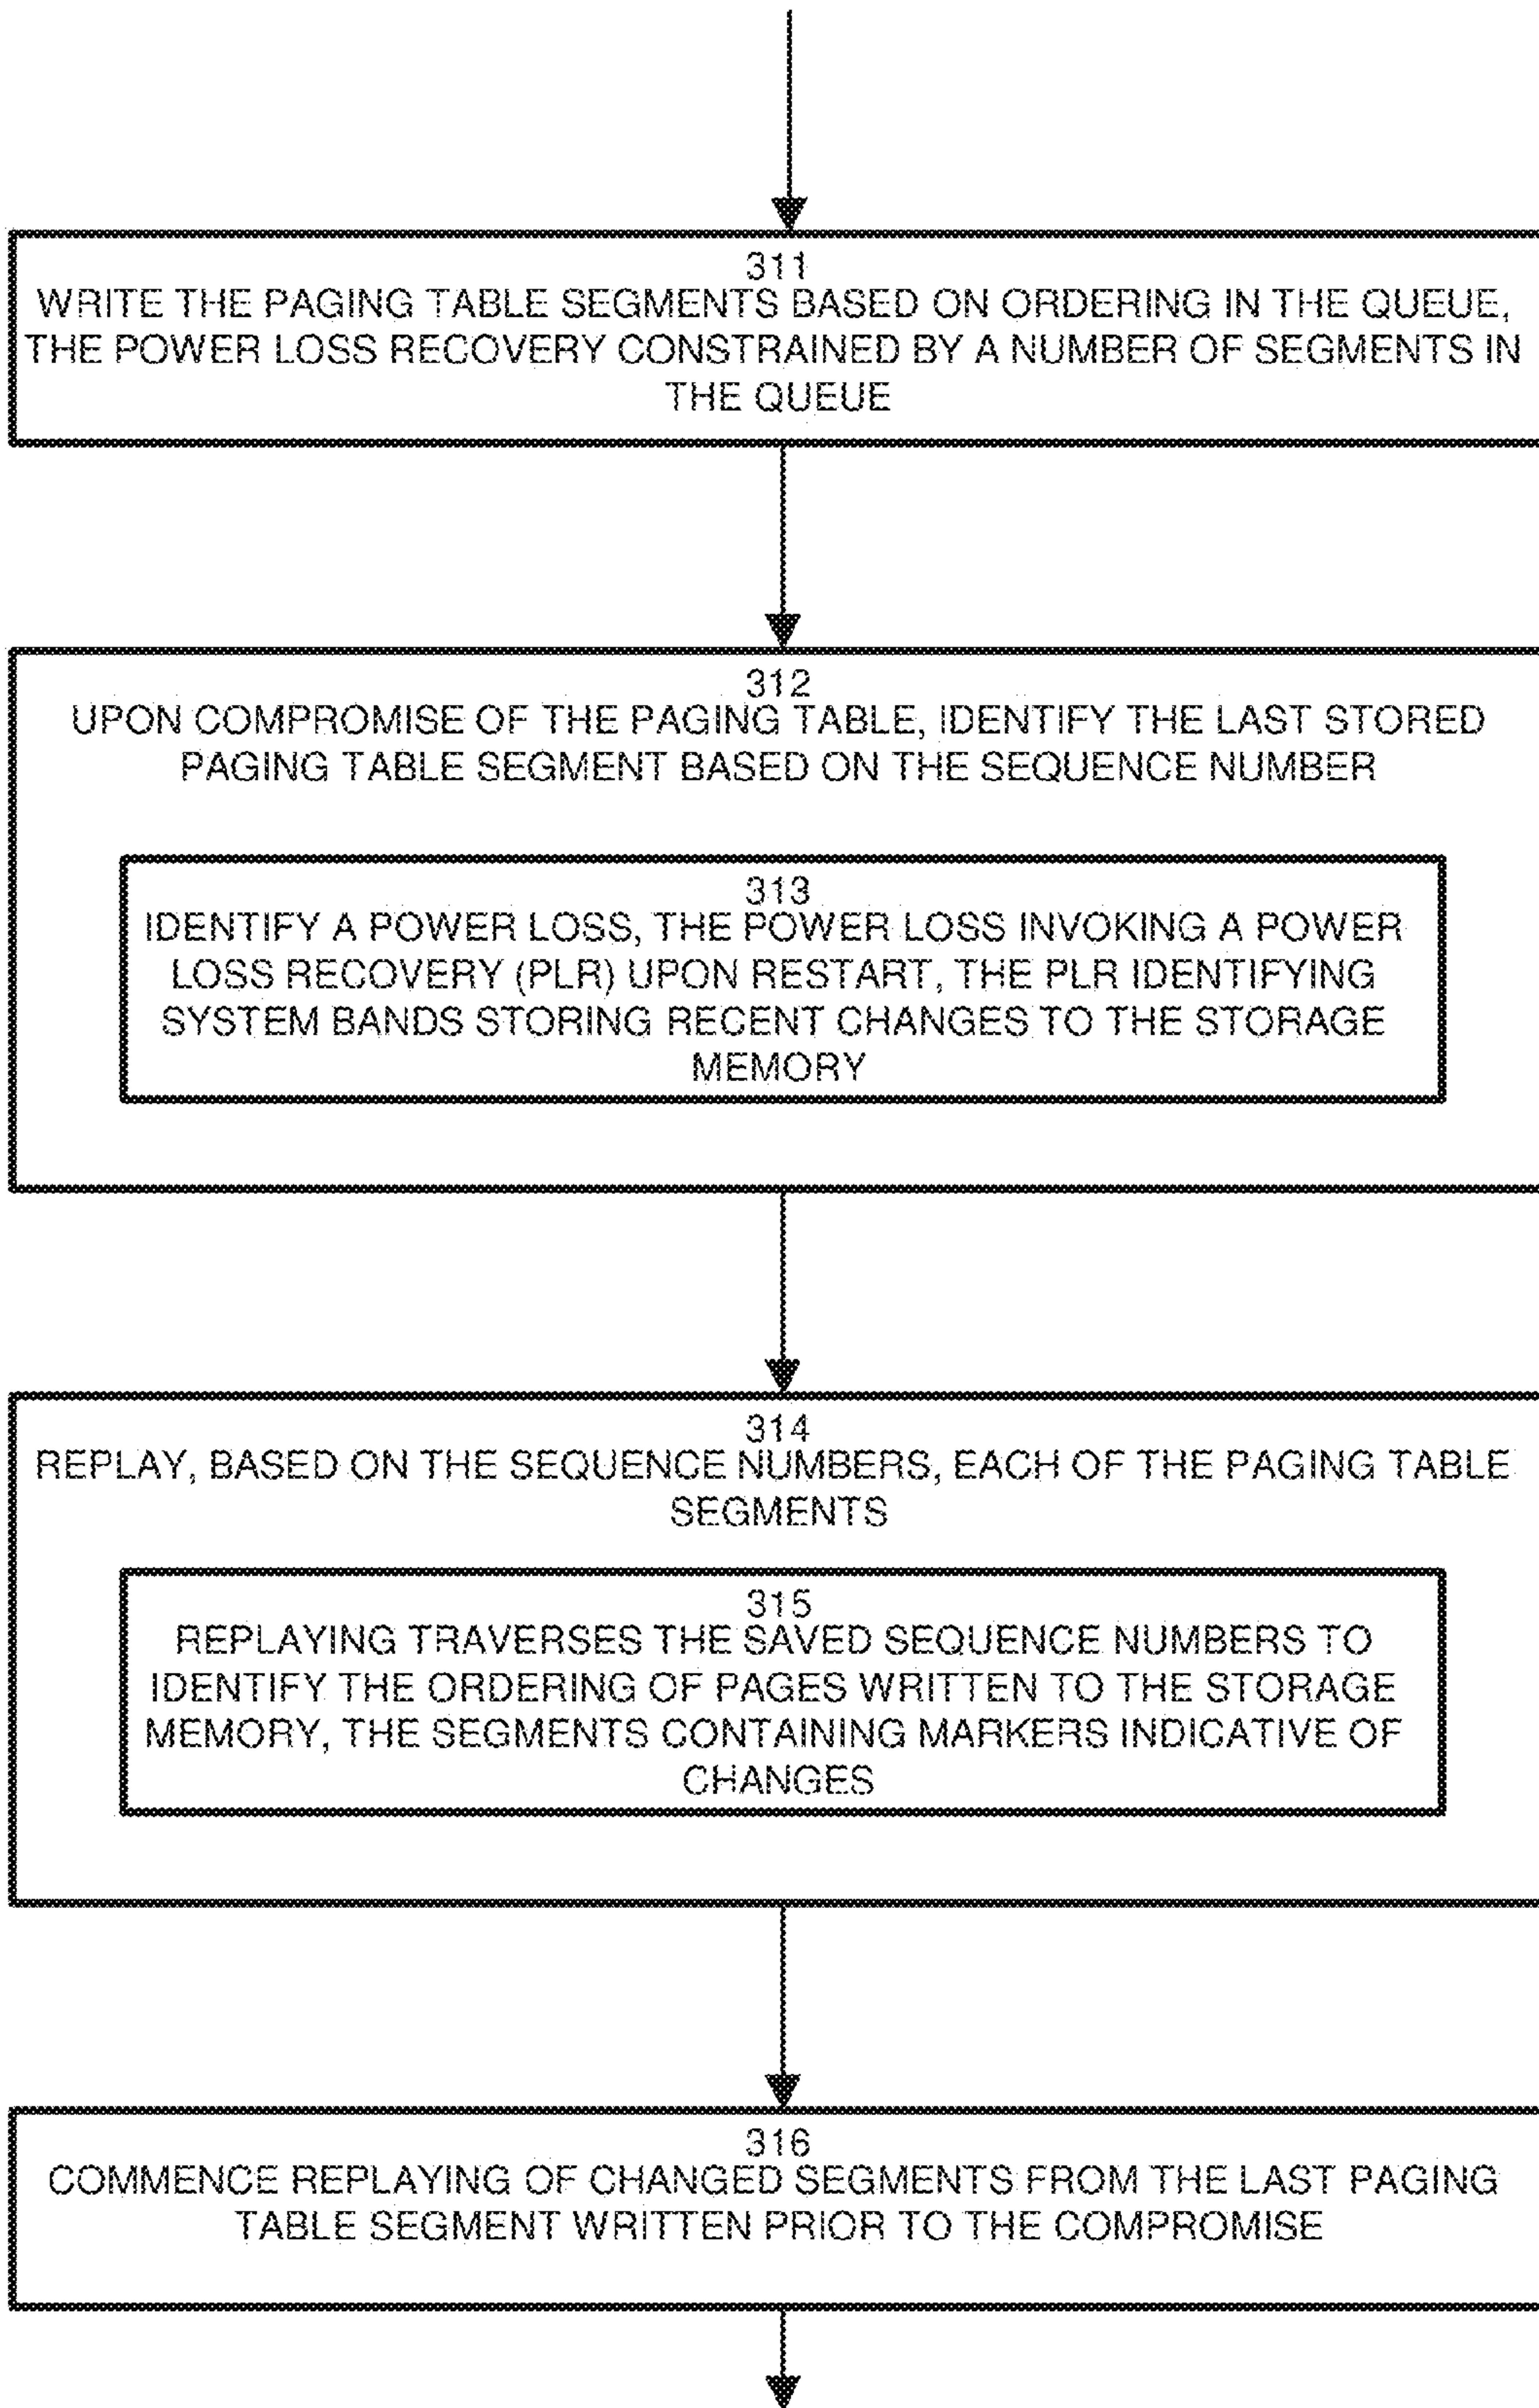 311
WRITE THE PAGING TABLE SEGMENTS BASED ON ORDERING IN THE QUEUE,
THE POWER LOSS RECOVERY CONSTRAINED BY A NUMBER OF SEGMENTS IN
THE QUEUE
312
UPON COMPROMISE OF THE PAGING TABLE, IDENTIFY THE LAST STORED
PAGING TABLE SEGMENT BASED ON THE SEQUENCE NUMBER
313
IDENTIFY A POWER LOSS, THE POWER LOSS INVOKING A POWER
LOSS RECOVERY (PLR) UPON RESTART, THE PLR IDENTIFYING
SYSTEM BANDS STORING RECENT CHANGES TO THE STORAGE
MEMORY
314
REPLAY, BASED ON THE SEQUENCE NUMBERS, EACH OF THE PAGING TABLE
SEGMENTS
315
REPLAYING TRAVERSES THE SAVED SEQUENCE NUMBERS TO
IDENTIFY THE ORDERING OF PAGES WRITTEN TO THE STORAGE
MEMORY, THE SEGMENTS CONTAINING MARKERS INDICATIVE OF
CHANGES
316
COMMENCE REPLAYING OF CHANGED SEGMENTS FROM THE LAST PAGING
TABLE SEGMENT WRITTEN PRIOR TO THE COMPROMISE